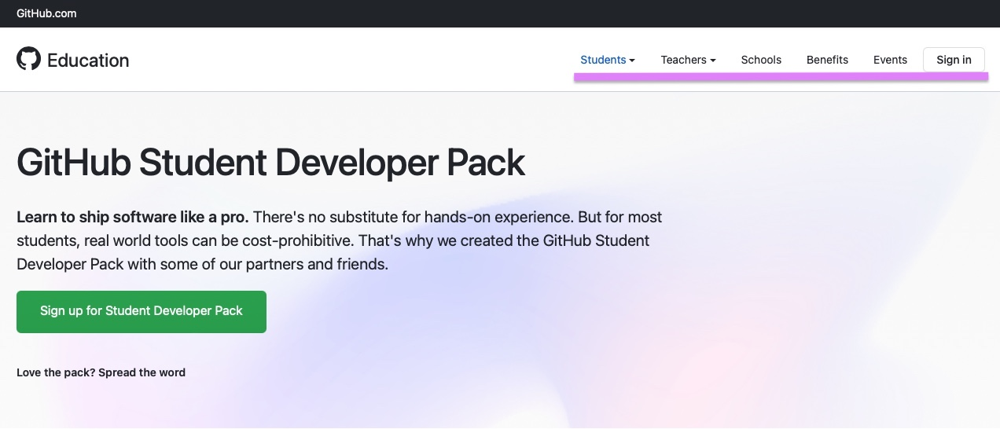 GitHub.com
Education
Students Teachers Schools Benefits Events Sign in
GitHub Student Developer Pack
Learn to ship software like a pro. There's no substitute for hands-on experience. But for most
students, real world tools can be cost-prohibitive. That's why we created the GitHub Student
Developer Pack with some of our partners and friends.
Sign up for Student Developer Pack
Love the pack? Spread the word